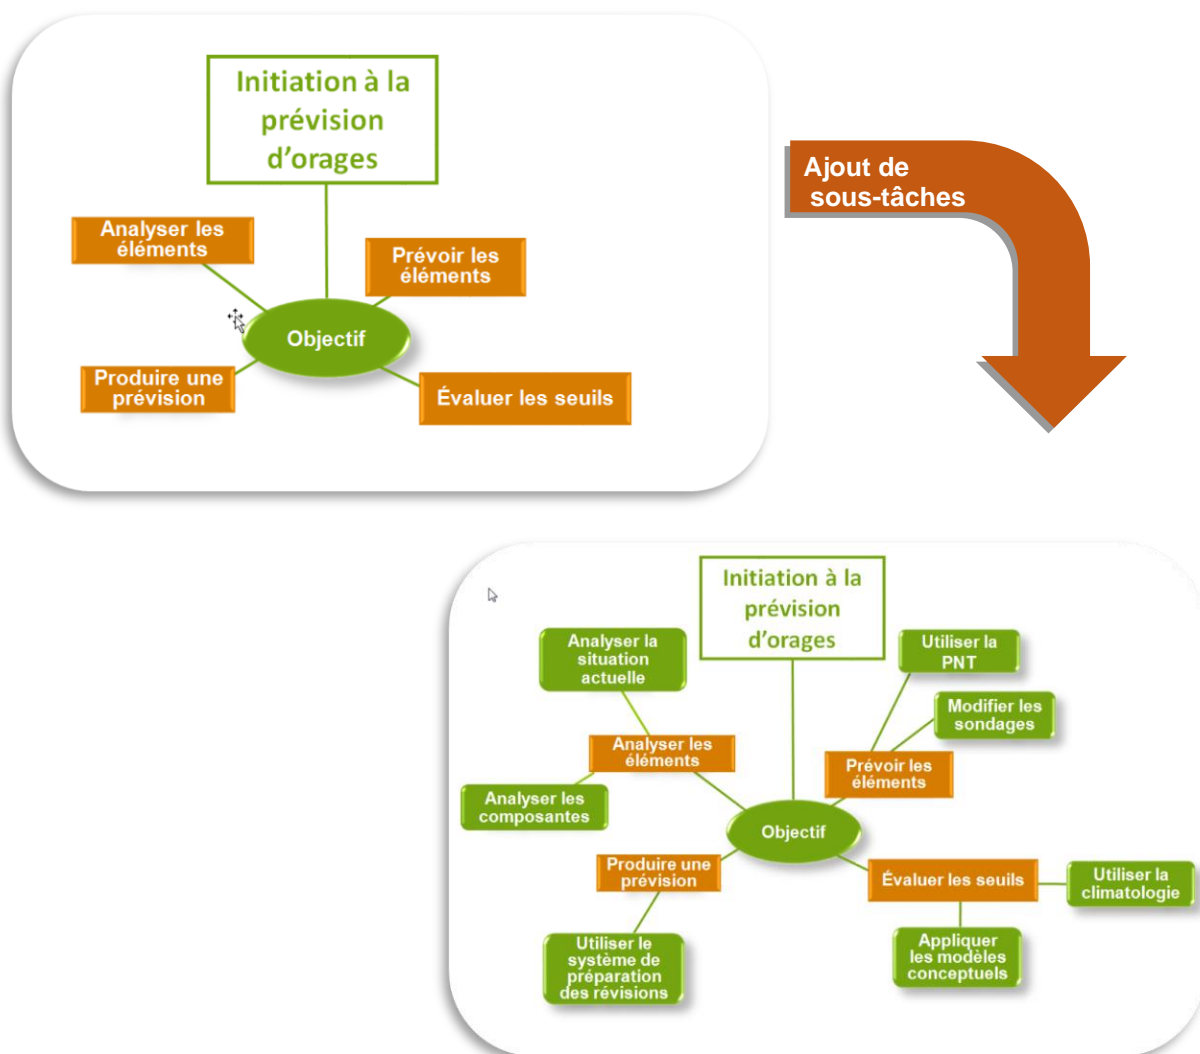 Initiation à la
prévision
d'orages
Ajout de
sous-tâches
Analyser les
éléments
Prévoir les
éléments
Objectif
Produire une
prévision
Évaluer les seuils
Initiation à la
prévision
d'orages
Analyser la
situation
actuelle
Utiliser la
PNT
Modifier les
sondages
Analyser les
éléments
Prévoir les
éléments
Analyser les
composantes
Objectif
Produire une
prévision
Évaluer les seuils
Utiliser la
climatologie
Utiliser le
système de
préparation
des révisions
Appliquer
les modèles
conceptuels